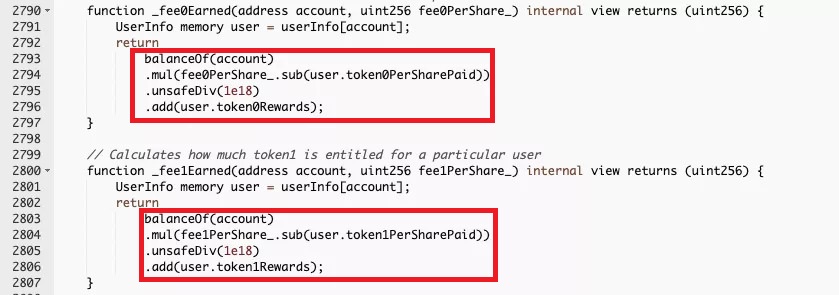 2790 function _fee0Earned(address account, uint256 fee0PerShare_) internal view returns (uint256) {
2791 UserInfo memory user = userInfo[account];
2792 return
2793 balanceOf(account)
2794 .mul(fee0PerShare_.sub(user.token0PerSharePaid))
2795 .unsafeDiv(1e18)
2796 .add(user.token0Rewards);
2797 }
2798
2799 // Calculates how much token1 is entitled for a particular user
2800 function _fee1Earned(address account, uint256 fee1PerShare_) internal view returns (uint256) {
2801 UserInfo memory user = userInfo[account];
2802 return
2803 balanceOf(account)
2804 .mul(fee1PerShare_.sub(user.token1PerSharePaid))
2805 .unsafeDiv(1e18)
2806 .add(user.token1Rewards);
2807 }